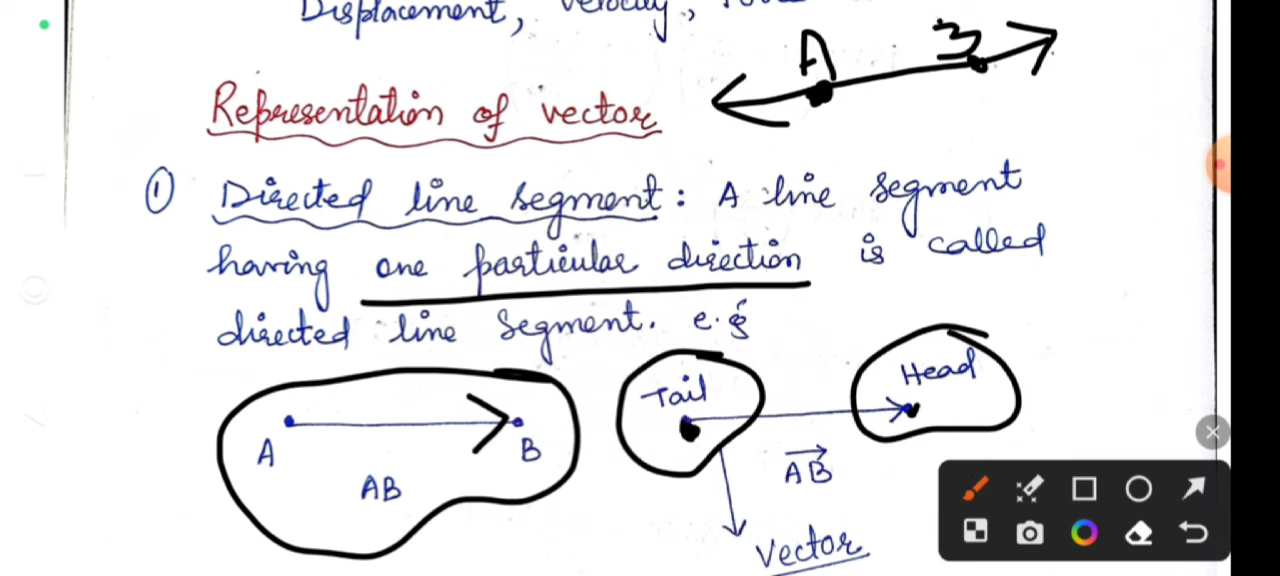 Displacement, Velocity,
A B
Representation of vector
① Directed line segment : A line segment
having one particular direction is called
directed line segment. e.g
Tail Head
A B
AB
AB
Vector